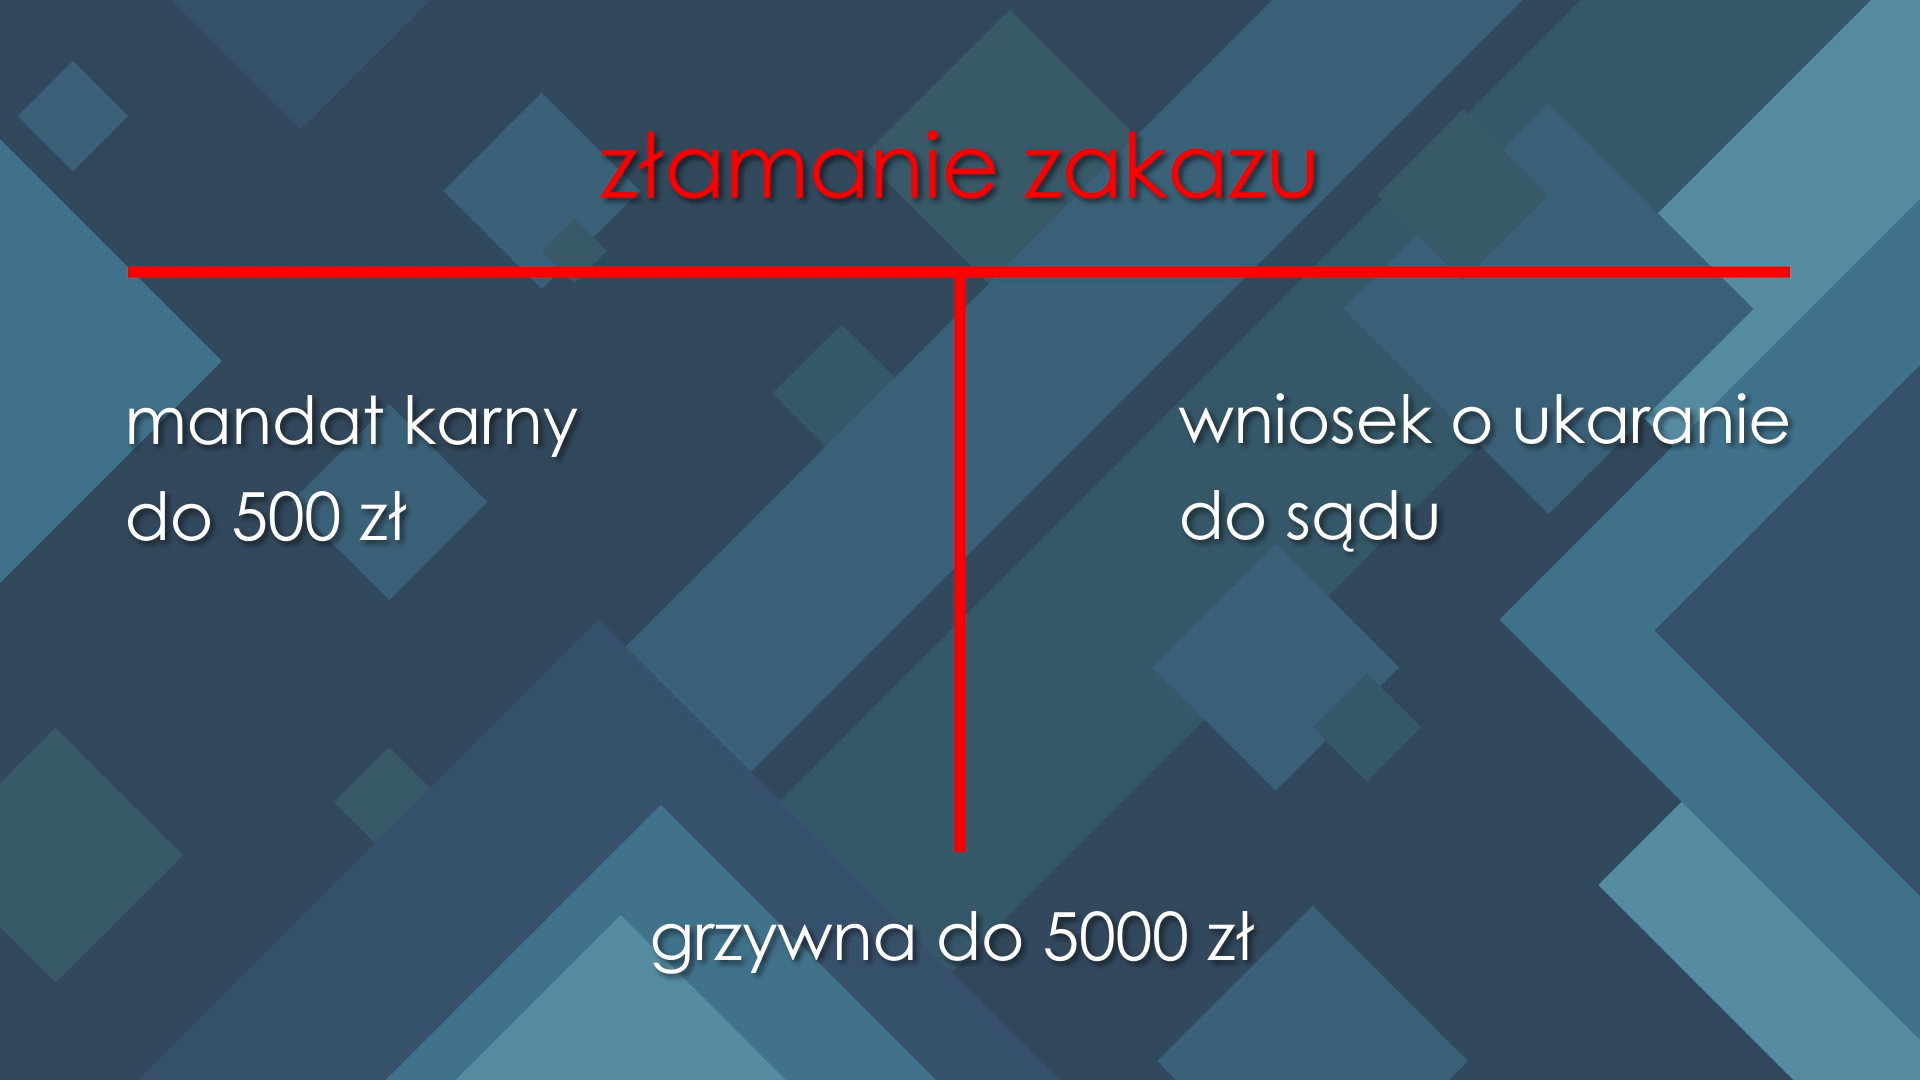 złamanie zakazu
mandat karny
do 500 zł
wniosek o ukaranie
do sądu
grzywna do 5000 zł